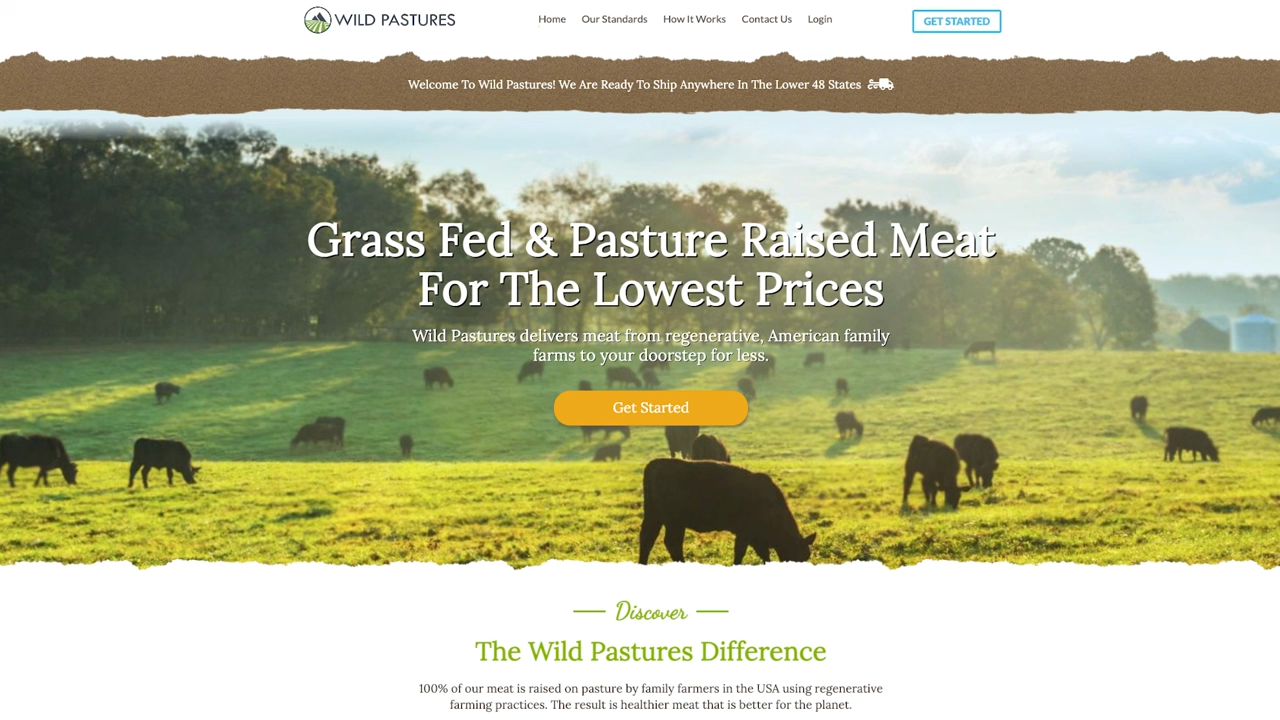 WILD PASTURES
Home Our Standards How It Works Contact Us Login
GET STARTED
Welcome To Wild Pastures! We Are Ready To Ship Anywhere In The Lower 48 States
Grass Fed & Pasture Raised Meat
For The Lowest Prices
Wild Pastures delivers meat from regenerative, American family
farms to your doorstep for less.
Get Started
Discover
The Wild Pastures Difference
100% of our meat is raised on pasture by family farmers in the USA using regenerative
farming practices. The result is healthier meat that is better for the planet.